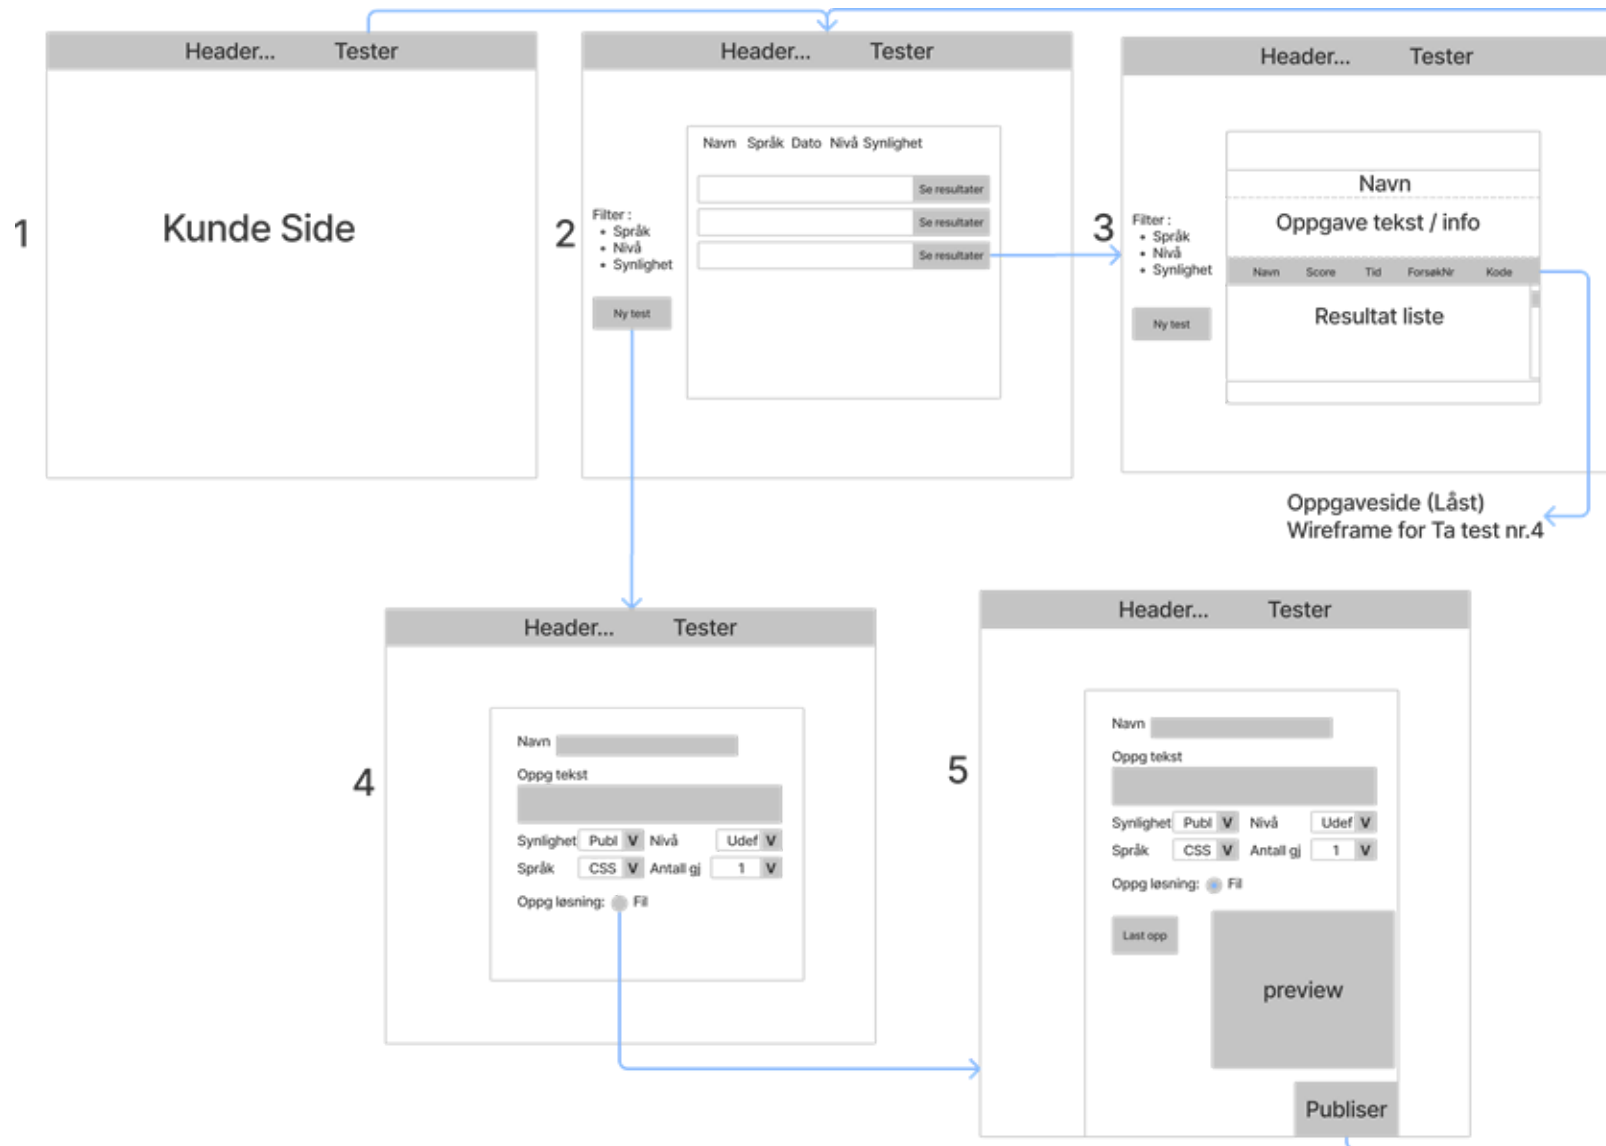 Header... Tester
1
Kunde Side
Header... Tester
2
Navn Språk Dato Nivå Synlighet
Se resultater
Se resultater
Se resultater
Filter :
• Språk
• Nivå
• Synlighet
Ny test
Header... Tester
3
Filter :
• Språk
• Nivå
• Synlighet
Ny test
Navn
Oppgave tekst / info
Navn Score Tid ForsøkNr Kode
Resultat liste
Oppgaveside (Låst)
Wireframe for Ta test nr.4
Header... Tester
4
Navn
Oppg tekst
Synlighet Publ V Nivå Udef V
Språk CSS V Antall gj 1 V
Oppg løsning: Fil
Header... Tester
5
Navn
Oppg tekst
Synlighet Publ V Nivå Udef V
Språk CSS V Antall gj 1 V
Oppg løsning: Fil
Last opp
preview
Publiser